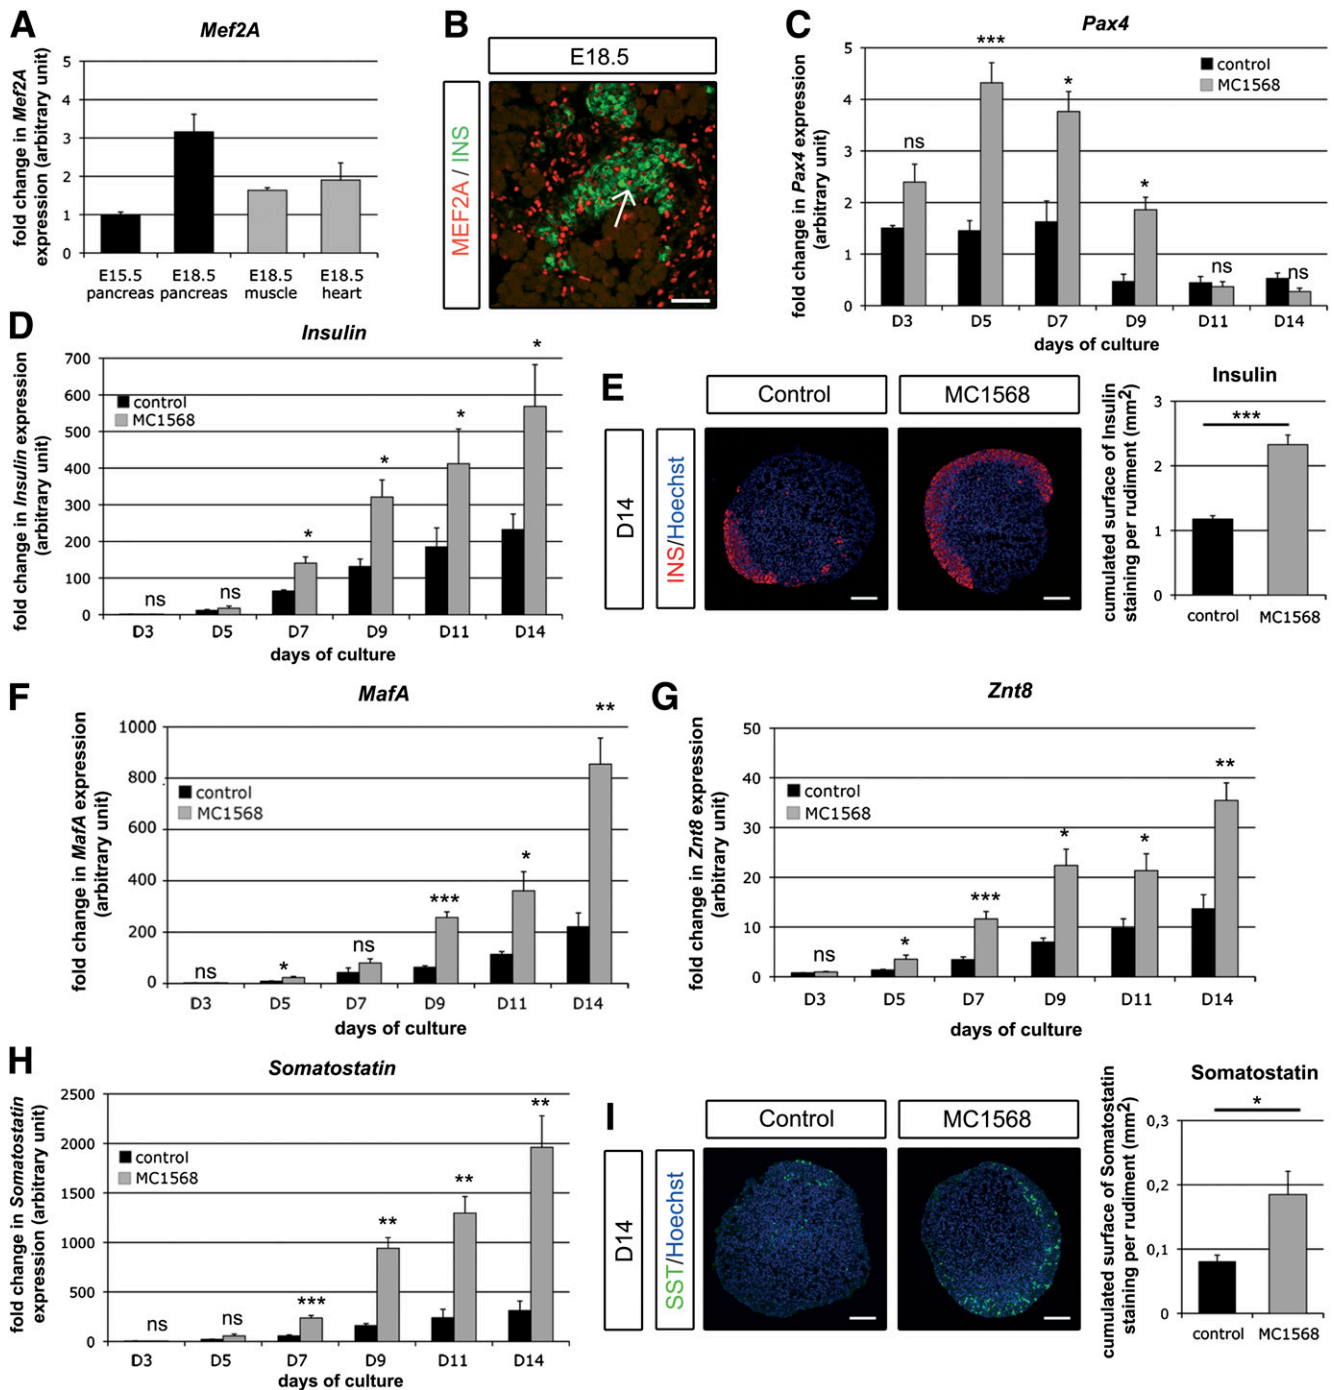 A
Mef2A
fold change in Mef2A
expression (arbitrary unit)
5
4
3
2
1
0
E15.5 E18.5 E18.5 E18.5
pancreas pancreas muscle heart
B
E18.5
MEF2A / INS
C
Pax4
fold change in Pax4 expression
(arbitrary unit)
5
4
3
2
1
0
control
MC1568
ns *** * * ns ns
D3 D5 D7 D9 D11 D14
days of culture
D
Insulin
fold change in Insulin expression
(arbitrary unit)
700
600
500
400
300
200
100
0
control
MC1568
ns ns * * * *
D3 D5 D7 D9 D11 D14
days of culture
E
Control MC1568
D14
INS/Hoechst
Insulin
cumulated surface of Insulin
staining per rudiment (mm2)
3
2
1
0
***
control MC1568
F
MafA
fold change in MafA expression
(arbitrary unit)
1000
800
600
400
200
0
control
MC1568
ns * ns *** * **
D3 D5 D7 D9 D11 D14
days of culture
G
Znt8
fold change in Znt8 expression
(arbitrary unit)
50
40
30
20
10
0
control
MC1568
ns * *** * * **
D3 D5 D7 D9 D11 D14
days of culture
H
Somatostatin
fold change in Somatostatin
expression (arbitrary unit)
2500
2000
1500
1000
500
0
control
MC1568
ns ns *** ** ** **
D3 D5 D7 D9 D11 D14
days of culture
I
Control MC1568
D14
SST/Hoechst
Somatostatin
cumulated surface of Somatostatin
staining per rudiment (mm2)
0,3
0,2
0,1
0
*
control MC1568